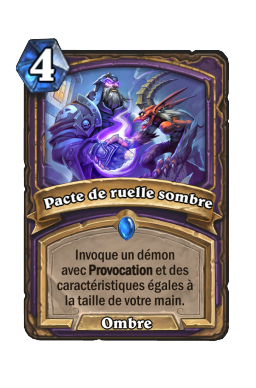 4
Pacte de ruelle sombre
Invoque un démon
avec Provocation et des
caractéristiques égales à
la taille de votre main.
Ombre